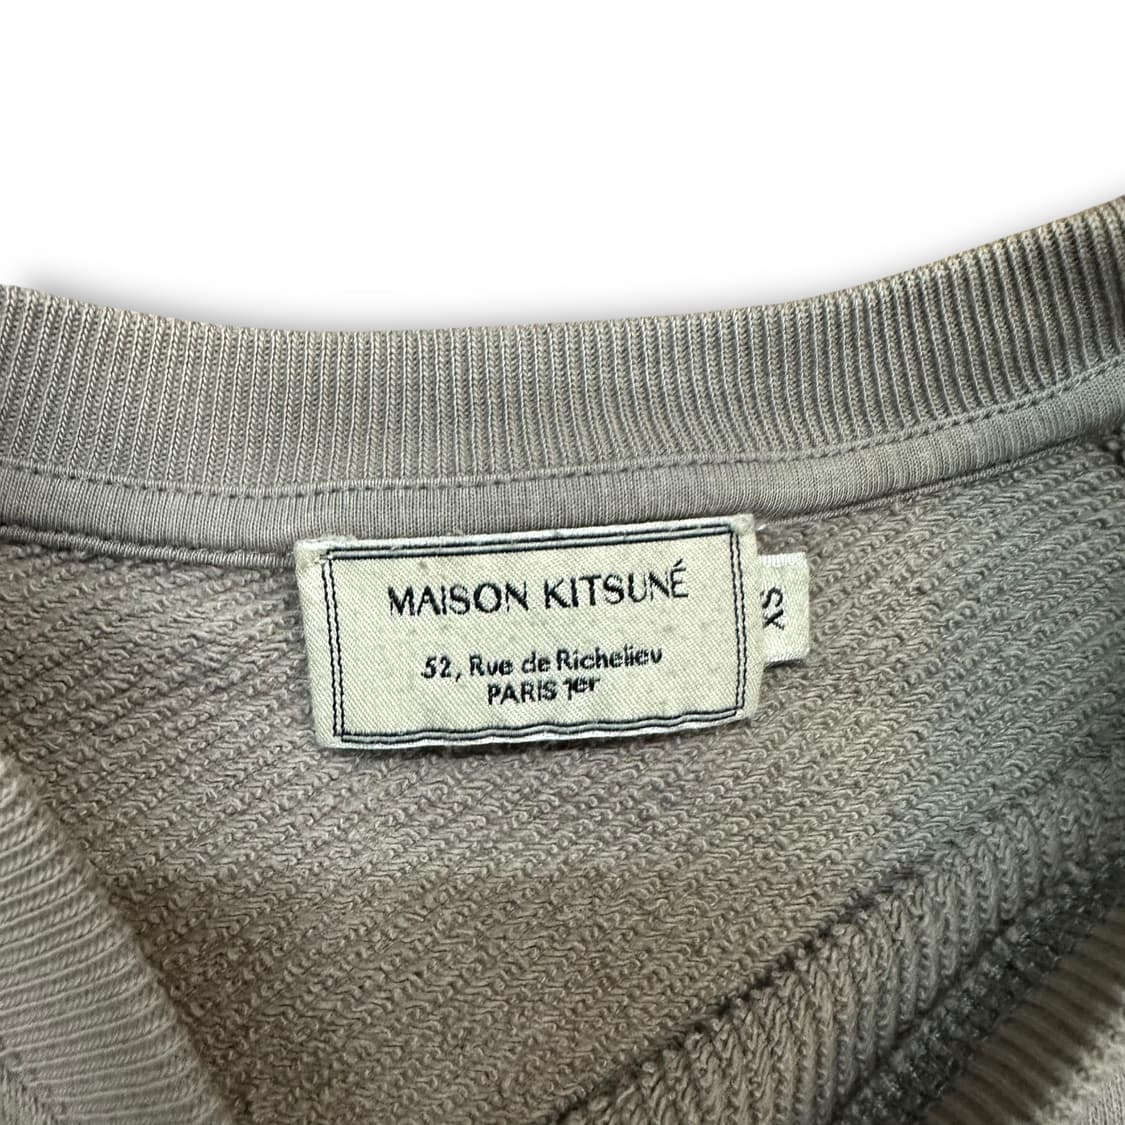 MAISON KITSUNÉ
52, Rue de Richelieu
PARIS 1er
XS